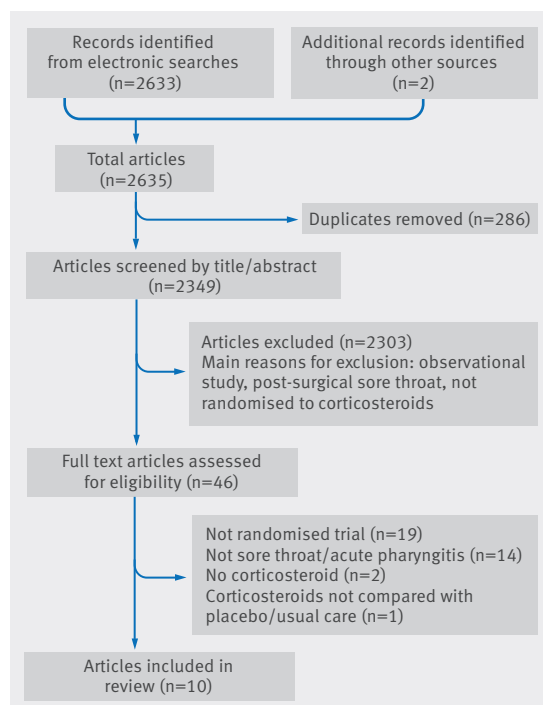 Records identified
from electronic searches
(n=2633)
Additional records identified
through other sources
(n=2)
Total articles
(n=2635)
Duplicates removed (n=286)
Articles screened by title/abstract
(n=2349)
Articles excluded (n=2303)
Main reasons for exclusion: observational
study, post-surgical sore throat, not
randomised to corticosteroids
Full text articles assessed
for eligibility (n=46)
Not randomised trial (n=19)
Not sore throat/acute pharyngitis (n=14)
No corticosteroid (n=2)
Corticosteroids not compared with
placebo/usual care (n=1)
Articles included in
review (n=10)